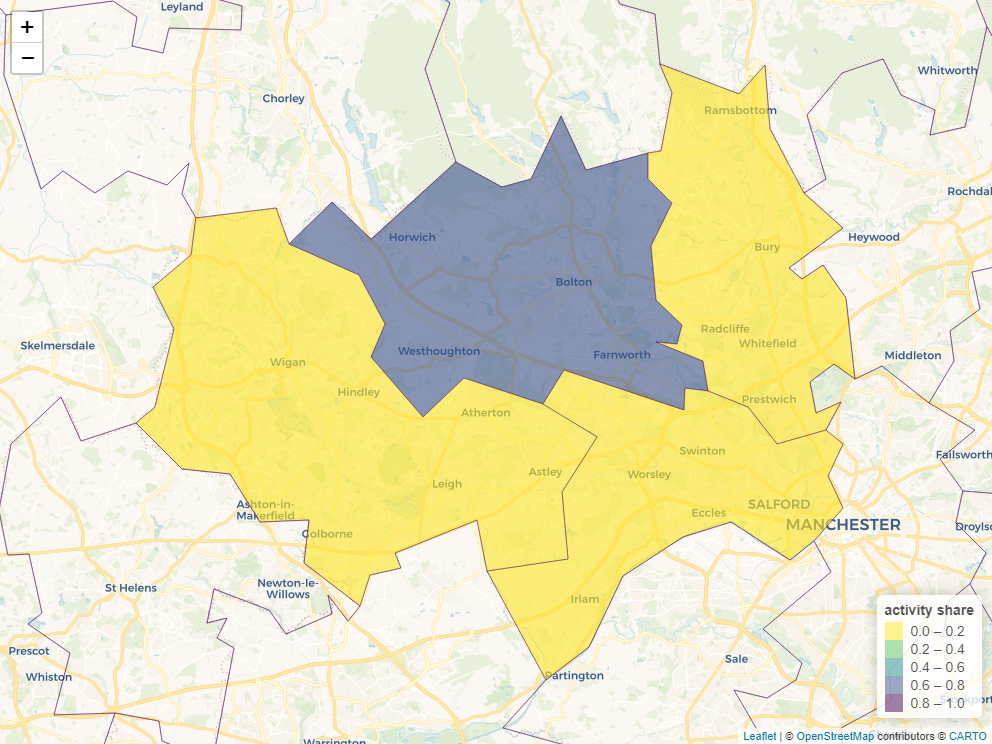 Leyland
+
−
Chorley
Whitworth
Ramsbottom
Rochdal
Horwich
Bury
Heywood
Bolton
Skelmersdale
Westhoughton
Farnworth
Radcliffe
Whitefield
Middleton
Wigan
Hindley
Atherton
Prestwich
Failsworth
Swinton
Astley
Worsley
Leigh
Ashton-in-
Makerfield
SALFORD
Eccles
MANCHESTER
Droyls
Golborne
St Helens
Newton-le-
Willows
Irlam
Prescot
Whiston
Sale
Partington
Warrington
activity share
0.0 – 0.2
0.2 – 0.4
0.4 – 0.6
0.6 – 0.8
0.8 – 1.0
Stockport
Leaflet | © OpenStreetMap contributors © CARTO